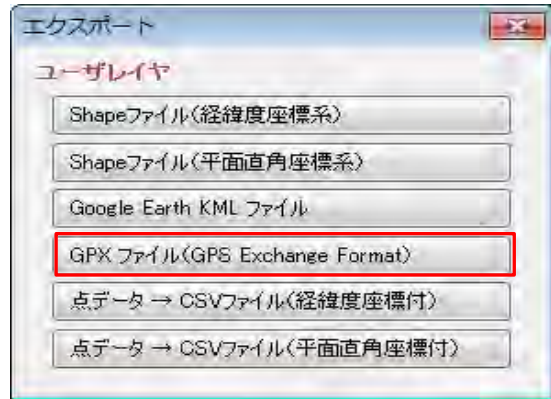 エクスポート
ユーザレイヤ
Shapeファイル(経緯度座標系)
Shapeファイル(平面直角座標系)
Google Earth KML ファイル
GPX ファイル(GPS Exchange Format)
点データ → CSVファイル(経緯度座標付)
点データ → CSVファイル(平面直角座標付)